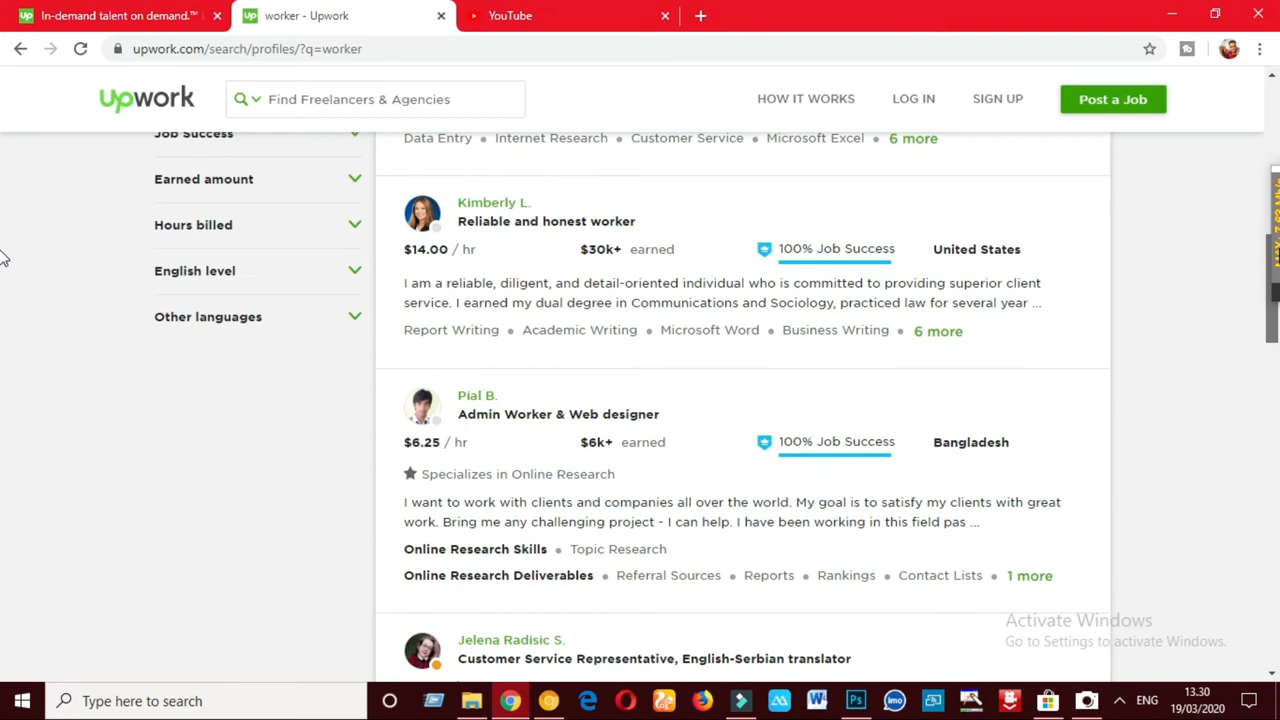 In-demand talent on demand.™
worker - Upwork
YouTube
upwork.com/search/profiles/?q=worker
upwork
Find Freelancers & Agencies
HOW IT WORKS
LOG IN
SIGN UP
Post a Job
Job Success
Earned amount
Hours billed
English level
Other languages
Data Entry • Internet Research • Customer Service • Microsoft Excel • 6 more
Kimberly L.
Reliable and honest worker
$14.00 / hr $30k+ earned 100% Job Success United States
I am a reliable, diligent, and detail-oriented individual who is committed to providing superior client
service. I earned my dual degree in Communications and Sociology, practiced law for several year ...
Report Writing • Academic Writing • Microsoft Word • Business Writing • 6 more
Pial B.
Admin Worker & Web designer
$6.25 / hr $6k+ earned 100% Job Success Bangladesh
Specializes in Online Research
I want to work with clients and companies all over the world. My goal is to satisfy my clients with great
work. Bring me any challenging project - I can help. I have been working in this field pas ...
Online Research Skills • Topic Research
Online Research Deliverables • Referral Sources • Reports • Rankings • Contact Lists • 1 more
Jelena Radisic S.
Customer Service Representative, English-Serbian translator
Activate Windows
Go to Settings to activate Windows.
Type here to search
ENG
13.30
19/03/2020